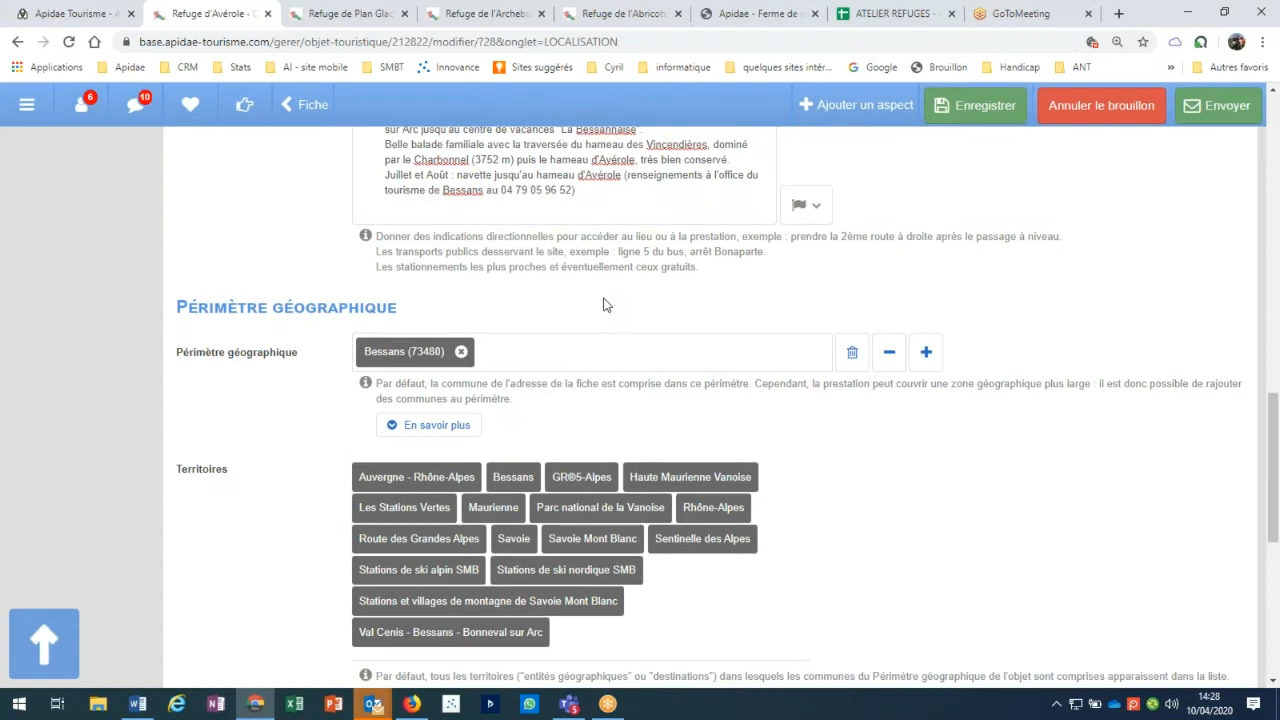 Apidae Tourisme - A
Refuge d'Avérole - C
Refuge de Plan Glac
Refuge de l'Archebo
Refuge de l'Abricot
Apidae - Ferme de
ATELIER REFUGES -
GoToMeeting
base.apidae-tourisme.com/gerer/objet-touristique/212822/modifier/?28&onglet=LOCALISATION
Applications
Apidae
CRM
Stats
AI - site mobile
SMBT
Innovance
Sites suggérés
Cyril
informatique
quelques sites intér...
Google
Brouillon
Handicap
ANT
»
Autres favoris
6
10
Fiche
Ajouter un aspect
Enregistrer
Annuler le brouillon
Envoyer
sur Arc jusqu'au centre de vacances "La Bessannaise".
Belle balade familiale avec la traversée du hameau des Vincendières, dominé
par le Charbonnel (3752 m) puis le hameau d'Avérole, très bien conservé.
Juillet et Août : navette jusqu'au hameau d'Avérole (renseignements à l'office du
tourisme de Bessans au 04 79 05 96 52)
Donner des indications directionnelles pour accéder au lieu ou à la prestation, exemple : prendre la 2ème route à droite après le passage à niveau.
Les transports publics desservant le site, exemple : ligne 5 du bus, arrêt Bonaparte.
Les stationnements les plus proches et éventuellement ceux gratuits.
PÉRIMÈTRE GÉOGRAPHIQUE
Périmètre géographique
Bessans (73480)
Par défaut, la commune de l'adresse de la fiche est comprise dans ce périmètre. Cependant, la prestation peut couvrir une zone géographique plus large : il est donc possible de rajouter
des communes au périmètre.
En savoir plus
Territoires
Auvergne - Rhône-Alpes
Bessans
GR®5-Alpes
Haute Maurienne Vanoise
Les Stations Vertes
Maurienne
Parc national de la Vanoise
Rhône-Alpes
Route des Grandes Alpes
Savoie
Savoie Mont Blanc
Sentinelle des Alpes
Stations de ski alpin SMB
Stations de ski nordique SMB
Stations et villages de montagne de Savoie Mont Blanc
Val Cenis - Bessans - Bonneval sur Arc
Par défaut, tous les territoires ("entités géographiques" ou "destinations") dans lesquels les communes du Périmètre géographique de l'objet sont comprises apparaissent dans la liste.
14:28
10/04/2020